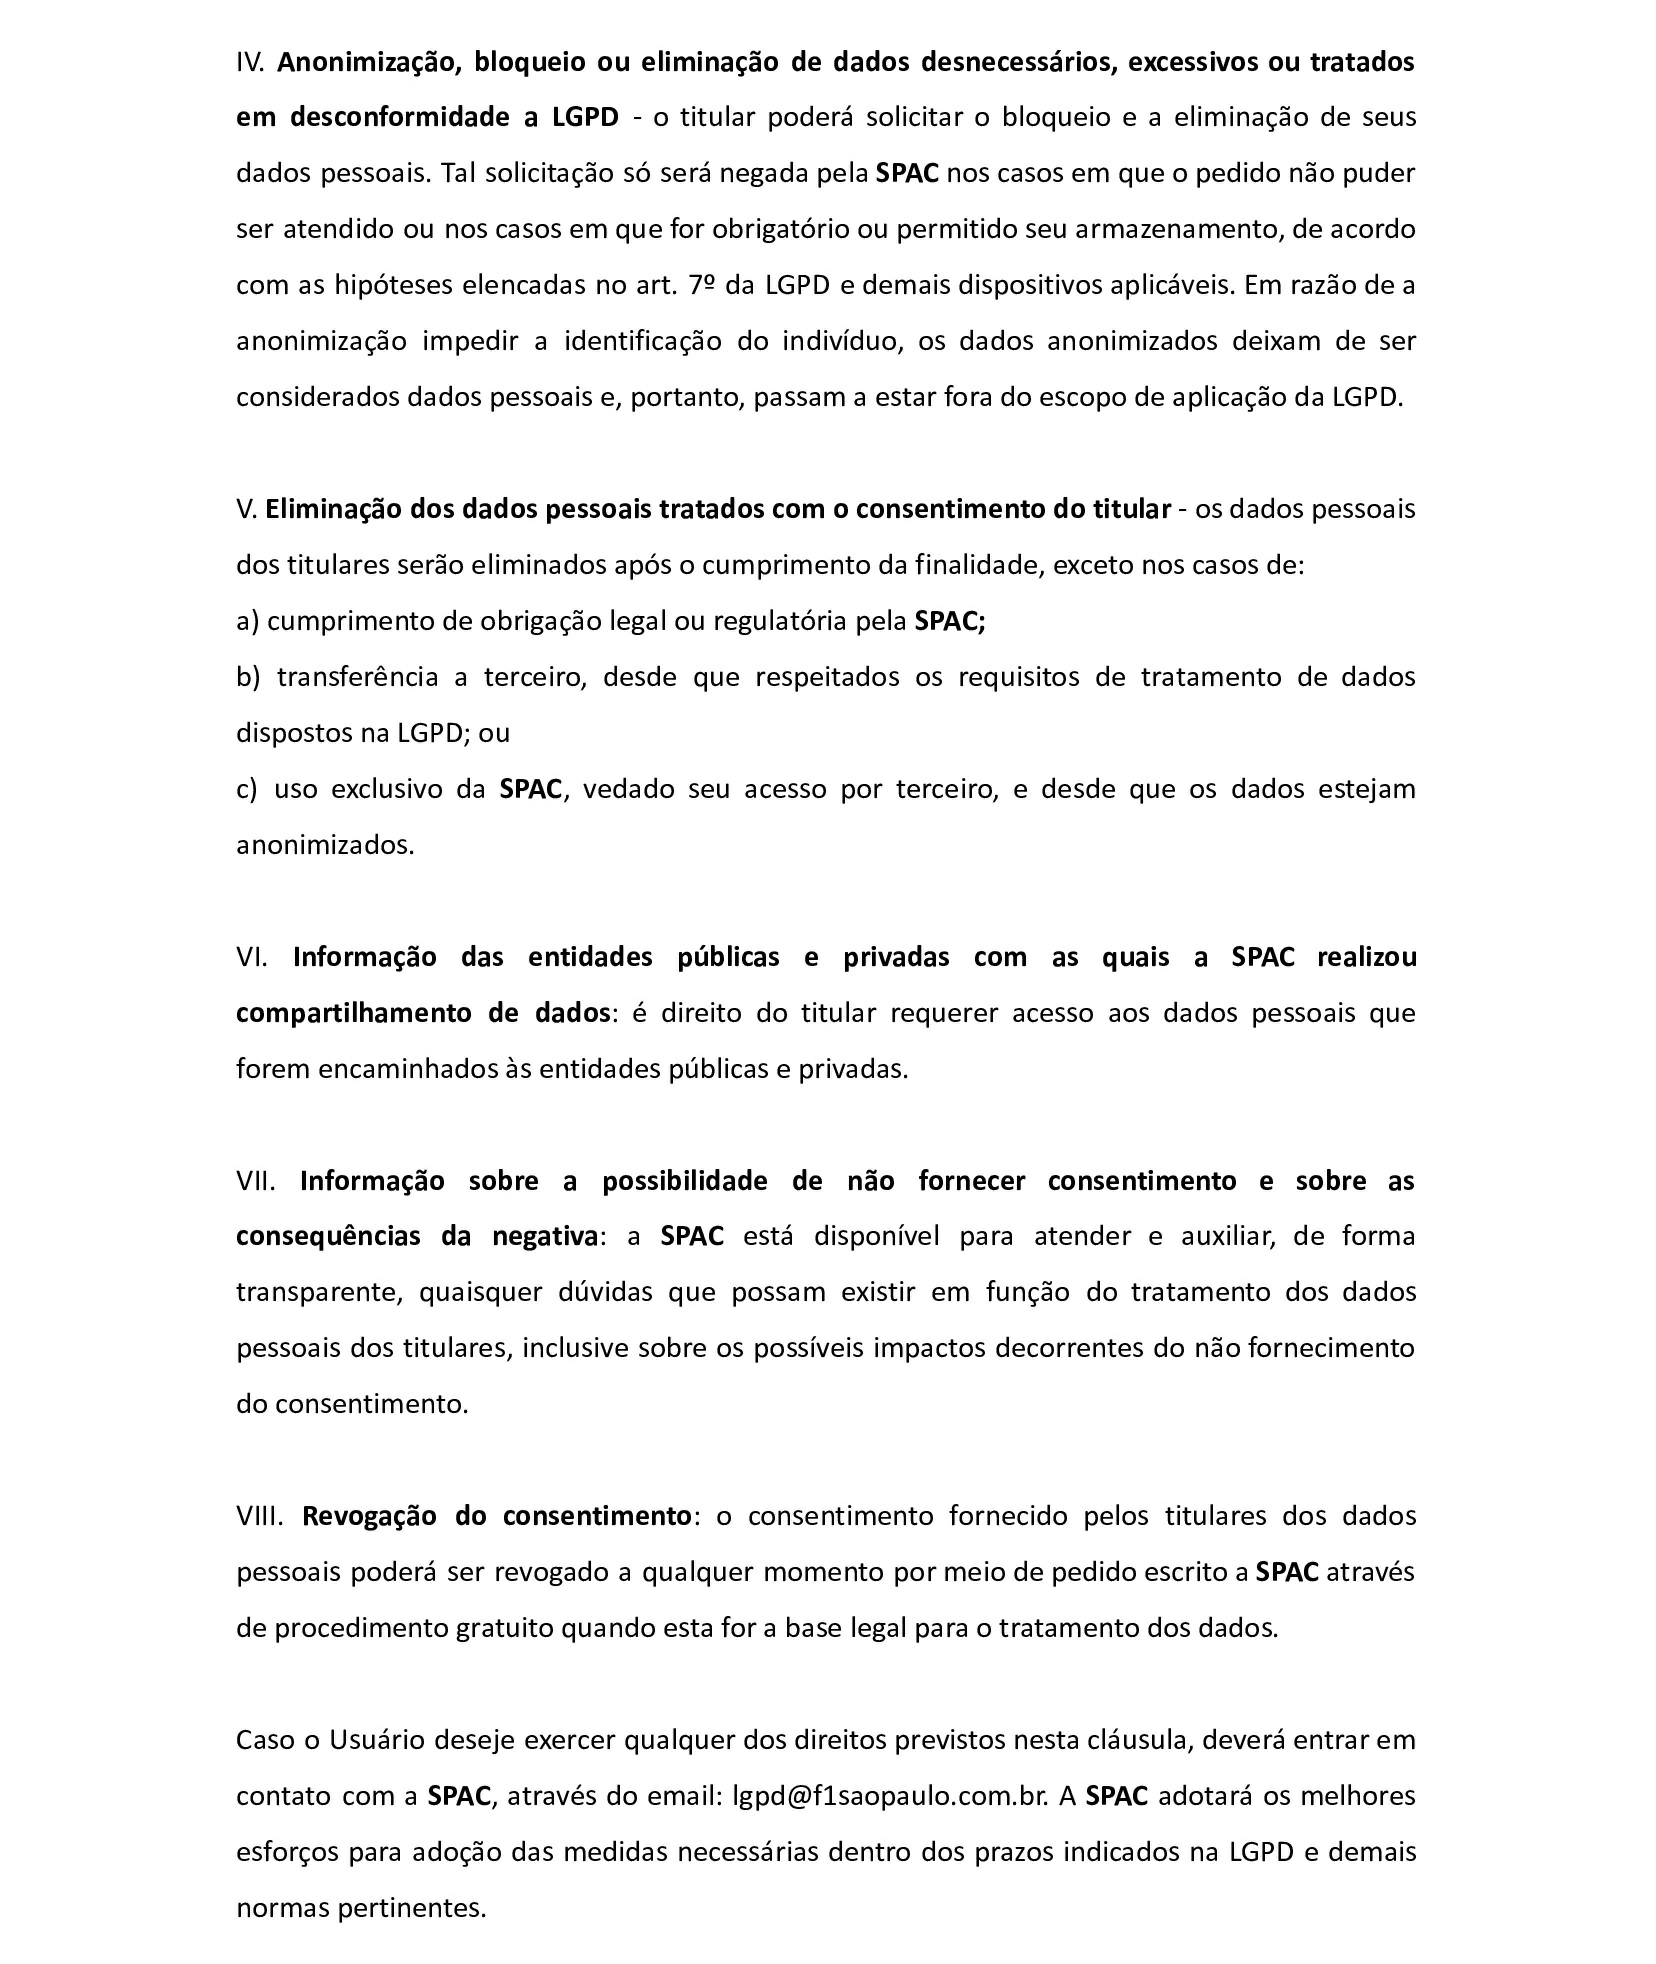 IV. Anonimização, bloqueio ou eliminação de dados desnecessários, excessivos ou tratados
em desconformidade a LGPD - o titular poderá solicitar o bloqueio e a eliminação de seus
dados pessoais. Tal solicitação só será negada pela SPAC nos casos em que o pedido não puder
ser atendido ou nos casos em que for obrigatório ou permitido seu armazenamento, de acordo
com as hipóteses elencadas no art. 7º da LGPD e demais dispositivos aplicáveis. Em razão de a
anonimização impedir a identificação do indivíduo, os dados anonimizados deixam de ser
considerados dados pessoais e, portanto, passam a estar fora do escopo de aplicação da LGPD.
V. Eliminação dos dados pessoais tratados com o consentimento do titular - os dados pessoais
dos titulares serão eliminados após o cumprimento da finalidade, exceto nos casos de:
a) cumprimento de obrigação legal ou regulatória pela SPAC;
b) transferência a terceiro, desde que respeitados os requisitos de tratamento de dados
dispostos na LGPD; ou
c) uso exclusivo da SPAC, vedado seu acesso por terceiro, e desde que os dados estejam
anonimizados.
VI. Informação das entidades públicas e privadas com as quais a SPAC realizou
compartilhamento de dados: é direito do titular requerer acesso aos dados pessoais que
forem encaminhados às entidades públicas e privadas.
VII. Informação sobre a possibilidade de não fornecer consentimento e sobre as
consequências da negativa: a SPAC está disponível para atender e auxiliar, de forma
transparente, quaisquer dúvidas que possam existir em função do tratamento dos dados
pessoais dos titulares, inclusive sobre os possíveis impactos decorrentes do não fornecimento
do consentimento.
VIII. Revogação do consentimento: o consentimento fornecido pelos titulares dos dados
pessoais poderá ser revogado a qualquer momento por meio de pedido escrito a SPAC através
de procedimento gratuito quando esta for a base legal para o tratamento dos dados.
Caso o Usuário deseje exercer qualquer dos direitos previstos nesta cláusula, deverá entrar em
contato com a SPAC, através do email: lgpd@f1saopaulo.com.br. A SPAC adotará os melhores
esforços para adoção das medidas necessárias dentro dos prazos indicados na LGPD e demais
normas pertinentes.